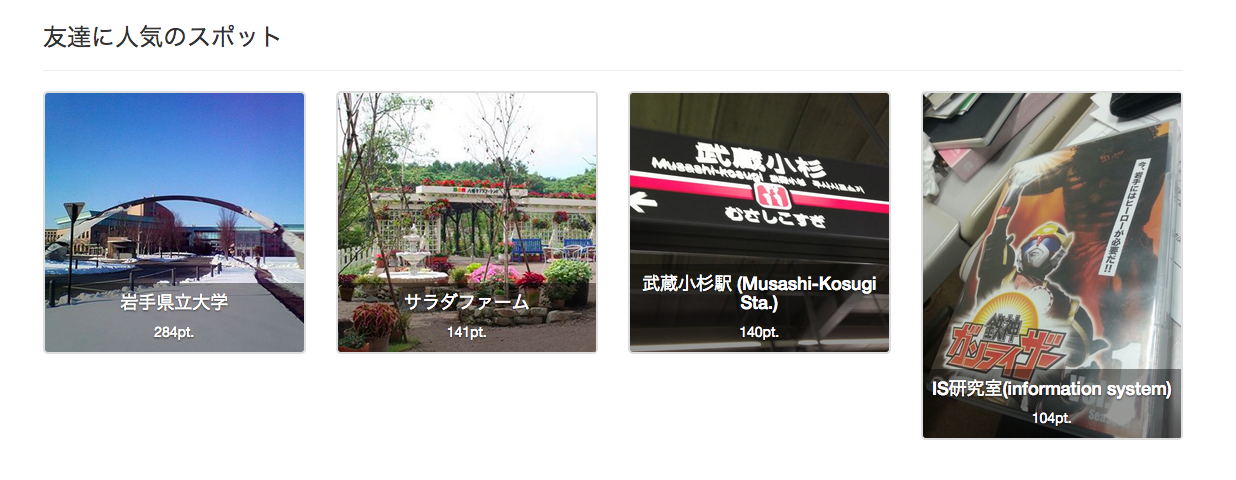 友達に人気のスポット
岩手県立大学
284pt.
サラダファーム
141pt.
武蔵小杉
Musashi-kosugi
むさしこすぎ
武蔵小杉駅 (Musashi-Kosugi
Sta.)
140pt.
今、岩手にはヒーローが必要だ!!
鉄神
ガンライザー
IS研究室(information system)
104pt.